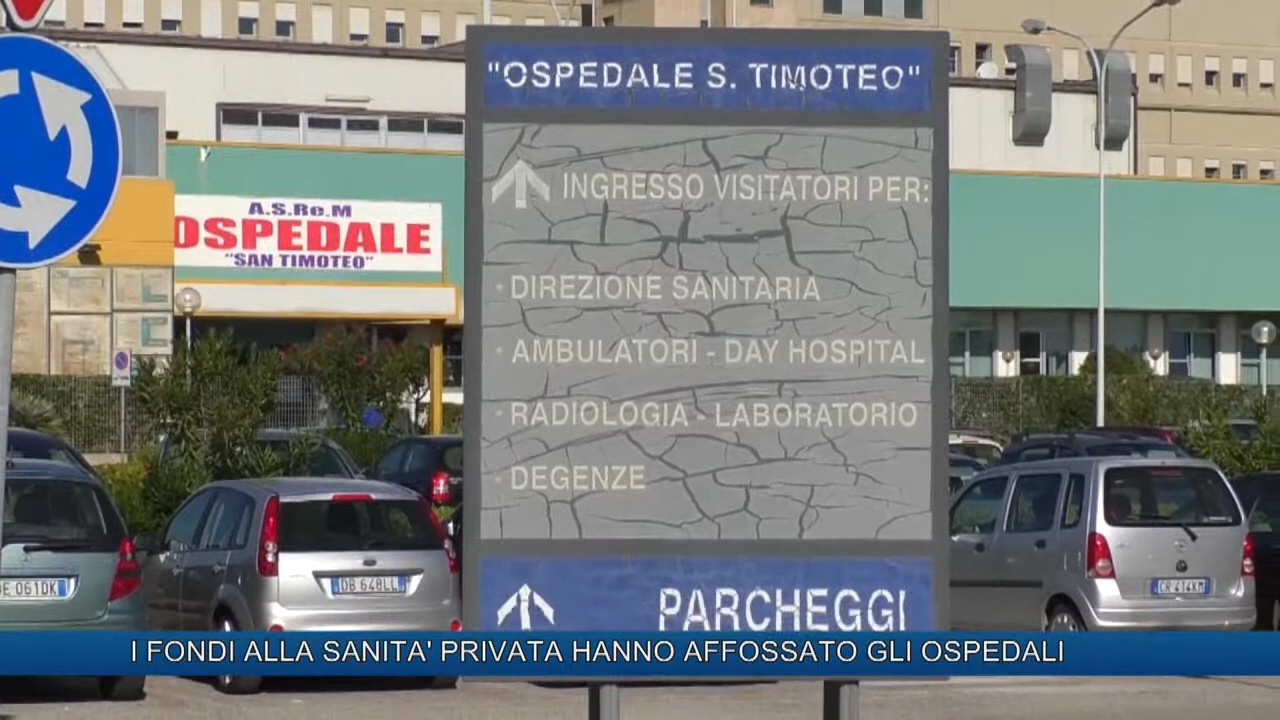 "OSPEDALE S. TIMOTEO"
INGRESSO VISITATORI PER:
A.S.Re.M
OSPEDALE
"SAN TIMOTEO"
• DIREZIONE SANITARIA
• AMBULATORI - DAY HOSPITAL
• RADIOLOGIA - LABORATORIO
• DEGENZE
DE 061DK
DB 648LL
CR 414KM
PARCHEGGI
I FONDI ALLA SANITA' PRIVATA HANNO AFFOSSATO GLI OSPEDALI